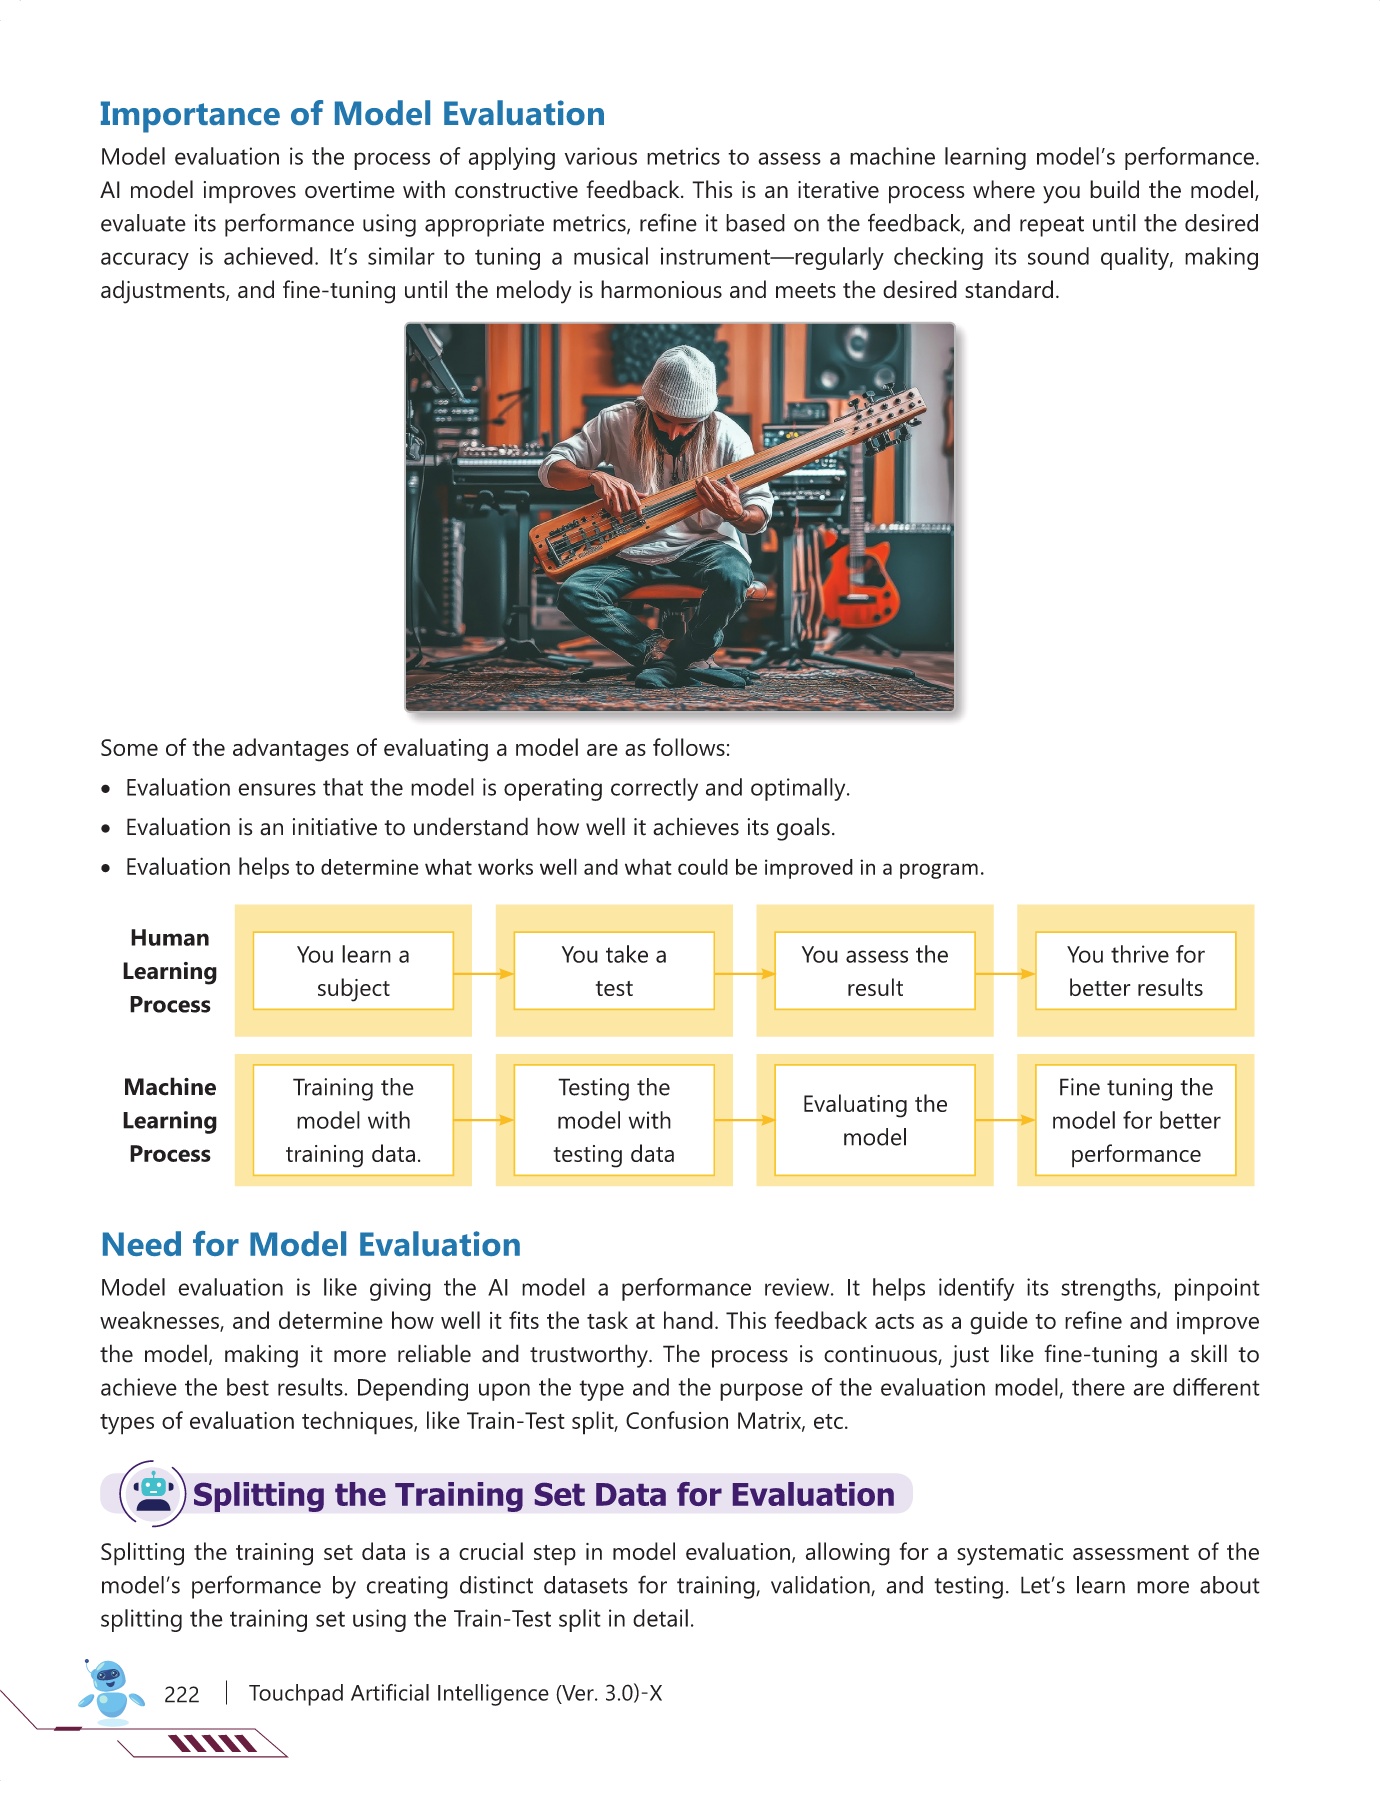 Importance of Model Evaluation
Model evaluation is the process of applying various metrics to assess a machine learning model’s performance.
AI model improves overtime with constructive feedback. This is an iterative process where you build the model,
evaluate its performance using appropriate metrics, refine it based on the feedback, and repeat until the desired
accuracy is achieved. It’s similar to tuning a musical instrument—regularly checking its sound quality, making
adjustments, and fine-tuning until the melody is harmonious and meets the desired standard.
Some of the advantages of evaluating a model are as follows:
• Evaluation ensures that the model is operating correctly and optimally.
• Evaluation is an initiative to understand how well it achieves its goals.
• Evaluation helps to determine what works well and what could be improved in a program.
Human
Learning
Process
You learn a
subject
You take a
test
You assess the
result
You thrive for
better results
Machine
Learning
Process
Training the
model with
training data.
Testing the
model with
testing data
Evaluating the
model
Fine tuning the
model for better
performance
Need for Model Evaluation
Model evaluation is like giving the AI model a performance review. It helps identify its strengths, pinpoint
weaknesses, and determine how well it fits the task at hand. This feedback acts as a guide to refine and improve
the model, making it more reliable and trustworthy. The process is continuous, just like fine-tuning a skill to
achieve the best results. Depending upon the type and the purpose of the evaluation model, there are different
types of evaluation techniques, like Train-Test split, Confusion Matrix, etc.
Splitting the Training Set Data for Evaluation
Splitting the training set data is a crucial step in model evaluation, allowing for a systematic assessment of the
model’s performance by creating distinct datasets for training, validation, and testing. Let’s learn more about
splitting the training set using the Train-Test split in detail.
222 | Touchpad Artificial Intelligence (Ver. 3.0)-X